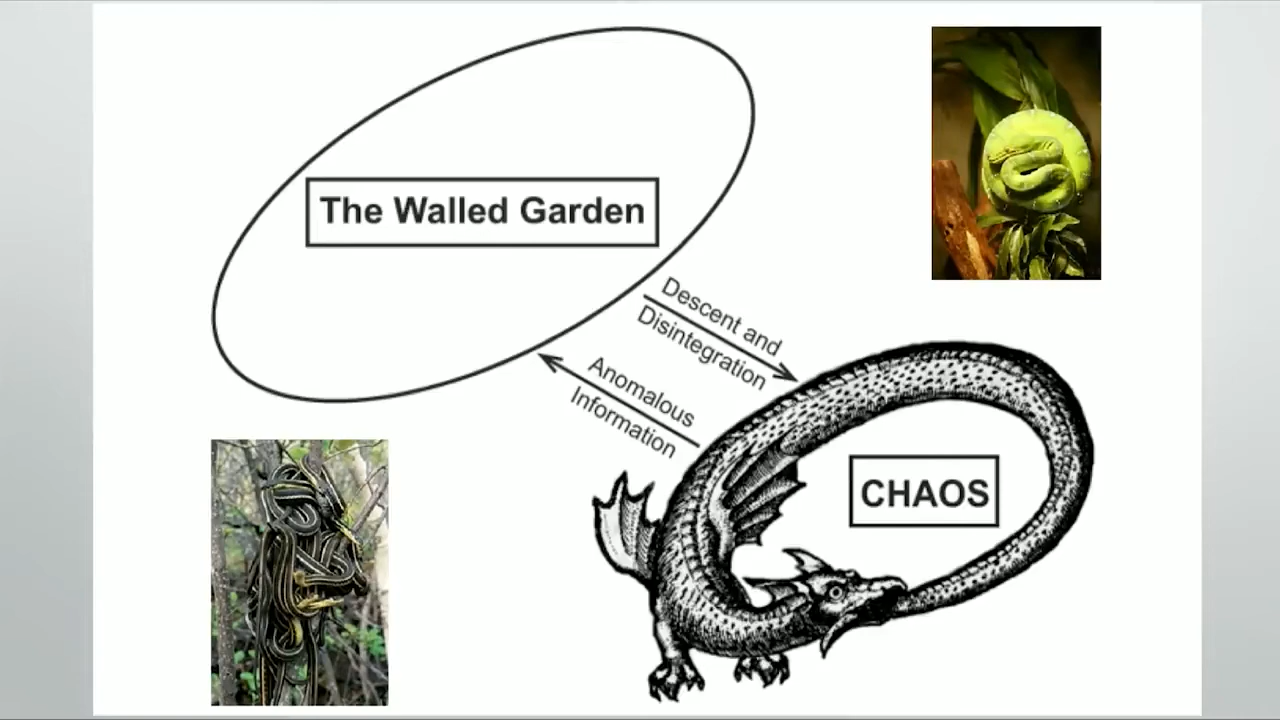 The Walled Garden
Descent and
Disintegration
Anomalous
Information
CHAOS